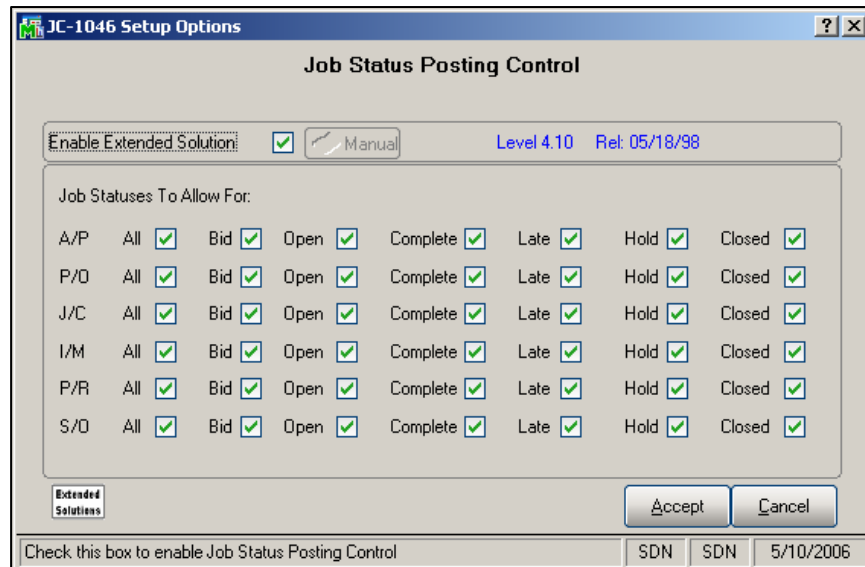 JC-1046 Setup Options
Job Status Posting Control
Enable Extended Solution Manual Level 4.10 Rel: 05/18/98
Job Statuses To Allow For:
A/P All Bid Open Complete Late Hold Closed
P/O All Bid Open Complete Late Hold Closed
J/C All Bid Open Complete Late Hold Closed
I/M All Bid Open Complete Late Hold Closed
P/R All Bid Open Complete Late Hold Closed
S/O All Bid Open Complete Late Hold Closed
Extended
Solutions
Accept Cancel
Check this box to enable Job Status Posting Control SDN SDN 5/10/2006